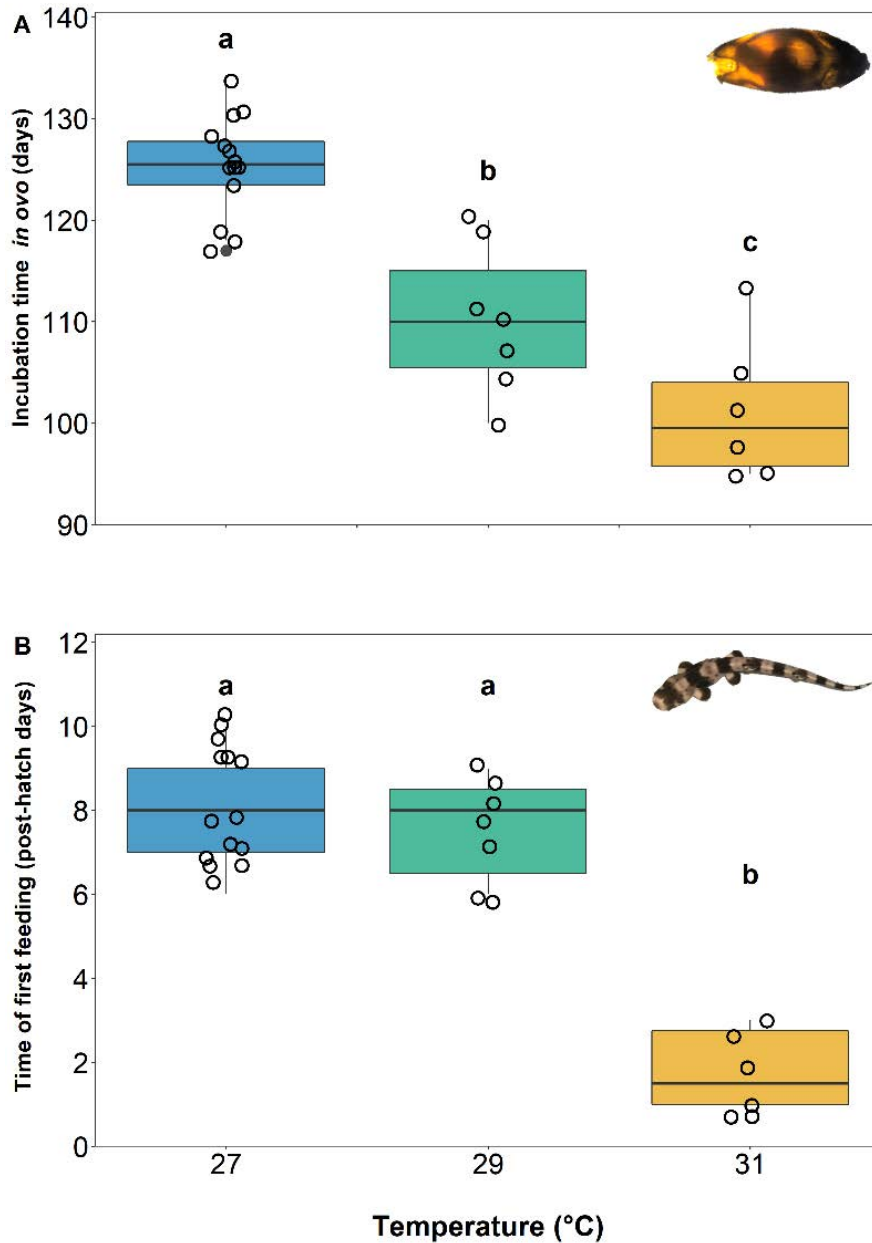 A
Incubation time in ovo (days)
140
130
120
110
100
90
a
b
c
B
Time of first feeding (post-hatch days)
12
10
8
6
4
2
0
a
a
b
27 29 31
Temperature (°C)